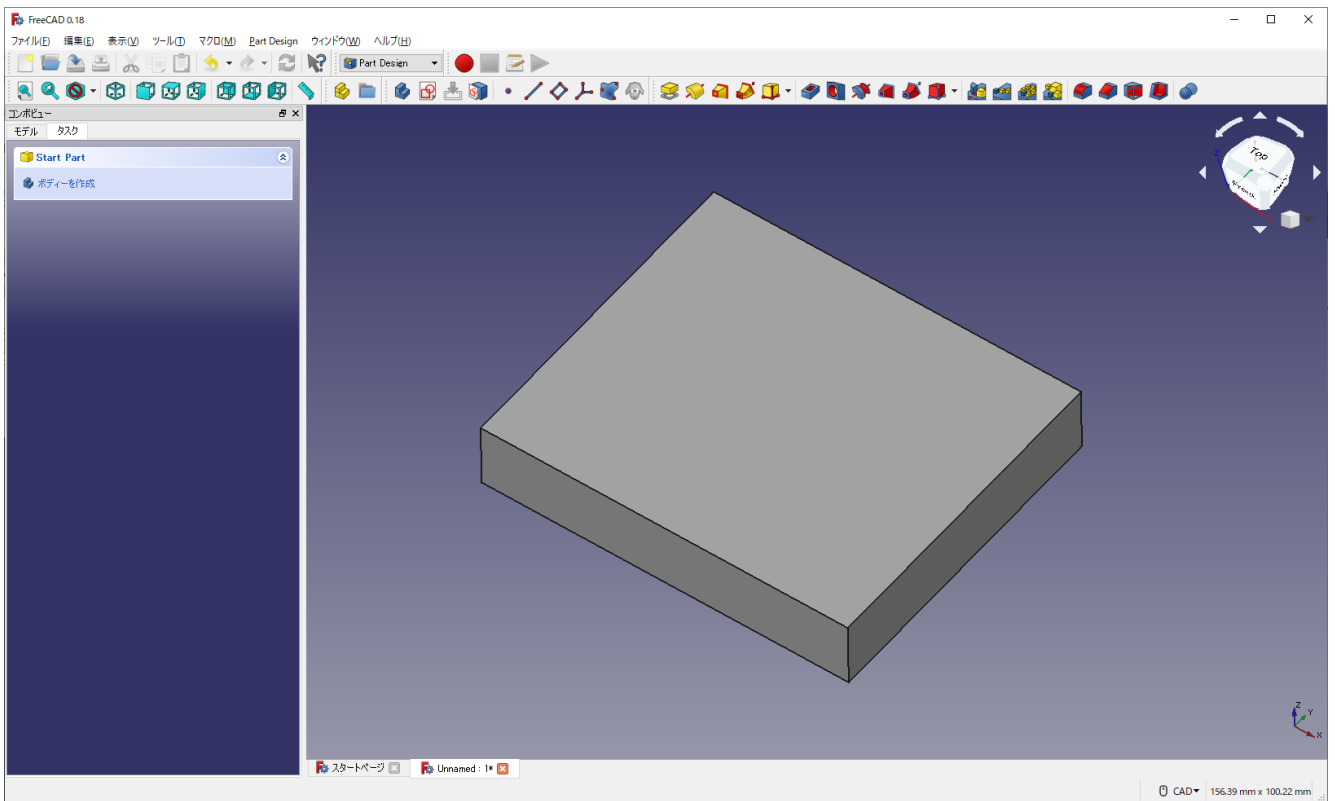 FreeCAD 0.18
ファイル(F) 編集(E) 表示(V) ツール(T) マクロ(M) Part Design ウィンドウ(W) ヘルプ(H)
Part Design
コンボビュー
モデル タスク
Start Part
ボディーを作成
Top
Z
Z Y
X
スタートページ Unnamed : 1*
CAD 156.39 mm x 100.22 mm